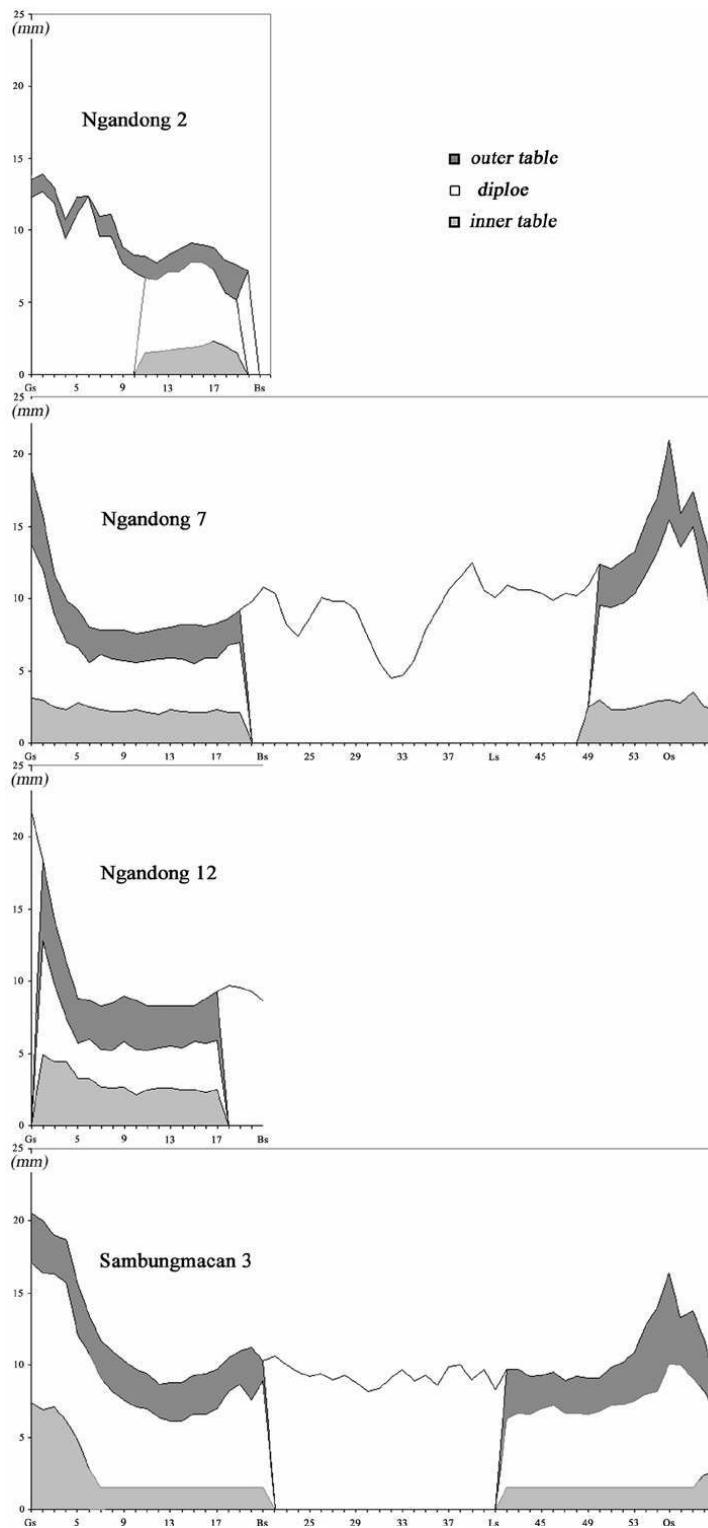 25
(mm)
20
15
10
5
0
Ngandong 2
outer table
diploe
inner table
Gs 5 9 13 17 Bs
25
(mm)
20
15
10
5
0
Ngandong 7
Gs 5 9 13 17 Bs 25 29 33 37 Ls 45 49 53 Os
25
(mm)
20
15
10
5
0
Ngandong 12
Gs 5 9 13 17 Bs
25
(mm)
20
15
10
5
0
Sambungmacan 3
Gs 5 9 13 17 Bs 25 29 33 37 Ls 45 49 53 Os